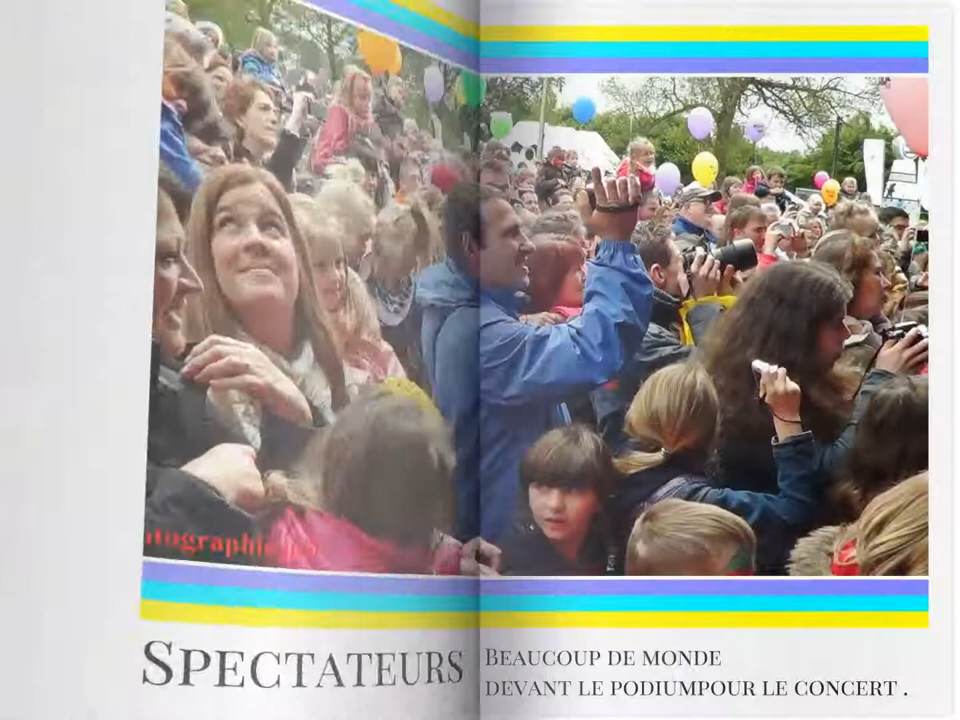 SPECTATEURS
BEAUCOUP DE MONDE
DEVANT LE PODIUMPOUR LE CONCERT .